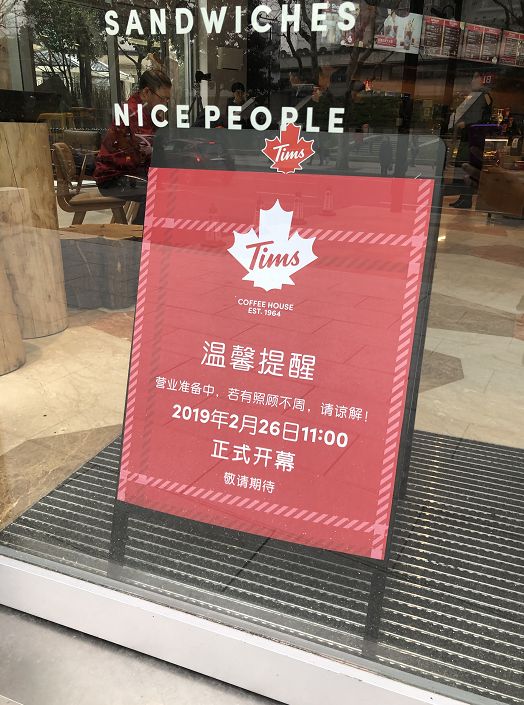 SANDWICHES
NICE PEOPLE
Tims
Tims
COFFEE HOUSE
EST. 1964
温馨提醒
营业准备中，若有照顾不周，请谅解！
2019年2月26日11:00
正式开幕
敬请期待